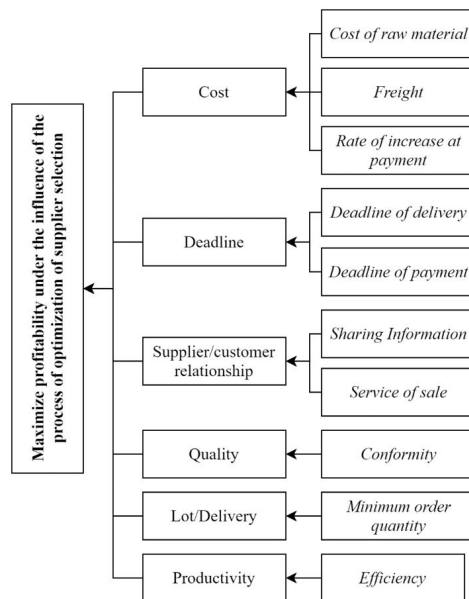 Maximize profitability under the influence of the
process of optimization of supplier selection
Cost
Cost of raw material
Freight
Rate of increase at
payment
Deadline
Deadline of delivery
Deadline of payment
Supplier/customer
relationship
Sharing Information
Service of sale
Quality
Conformity
Lot/Delivery
Minimum order
quantity
Productivity
Efficiency